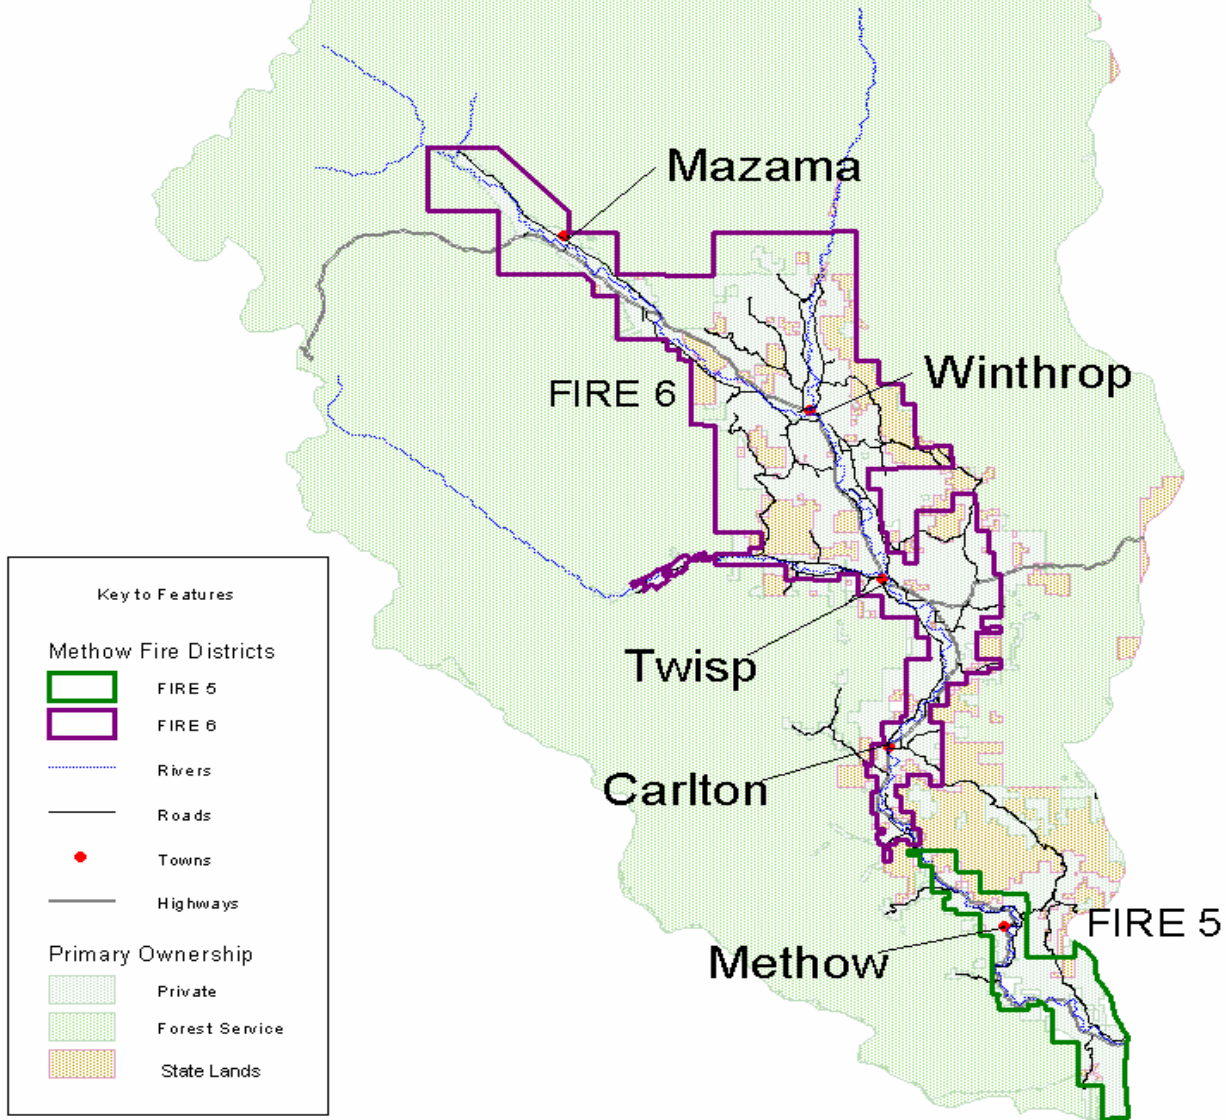 Mazama
Winthrop
FIRE 6
Twisp
Carlton
FIRE 5
Methow
Key to Features
Methow Fire Districts
FIRE 5
FIRE 6
Rivers
Roads
Towns
Highways
Primary Ownership
Private
Forest Service
State Lands